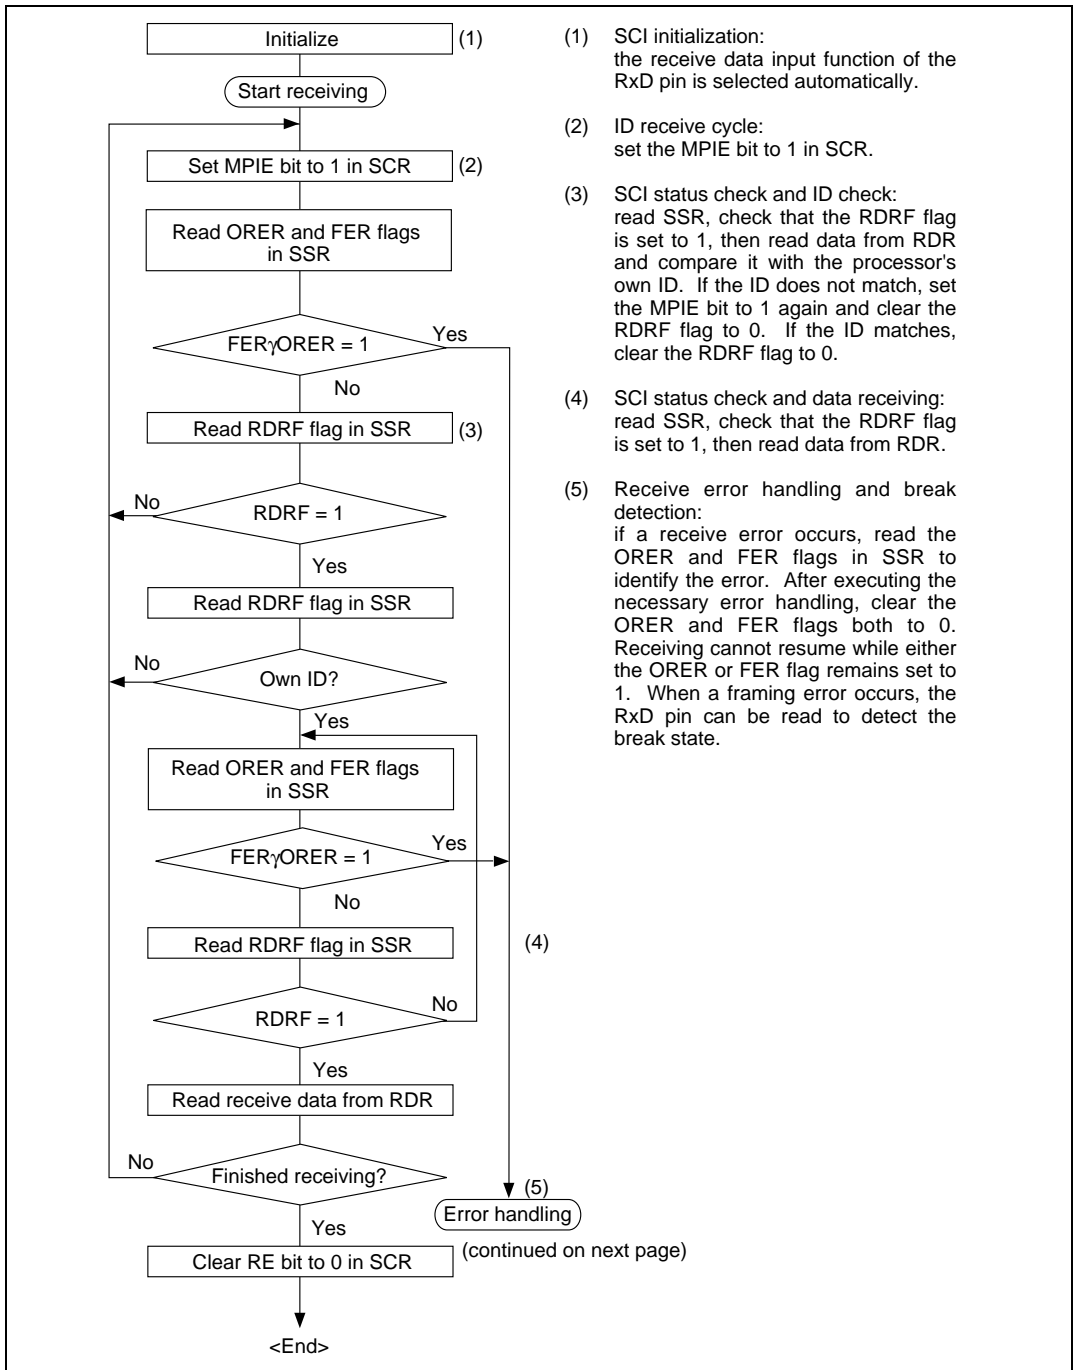 Initialize (1)
Start receiving
Set MPIE bit to 1 in SCR (2)
Read ORER and FER flags
in SSR
FERγORER = 1
Yes
No
Read RDRF flag in SSR (3)
No
RDRF = 1
Yes
Read RDRF flag in SSR
No
Own ID?
Yes
Read ORER and FER flags
in SSR
Yes
FERγORER = 1
No
Read RDRF flag in SSR
(4)
No
RDRF = 1
Yes
Read receive data from RDR
No
Finished receiving?
(5)
Error handling
Yes
(continued on next page)
Clear RE bit to 0 in SCR
<End>
(1) SCI initialization:
the receive data input function of the
RxD pin is selected automatically.
(2) ID receive cycle:
set the MPIE bit to 1 in SCR.
(3) SCI status check and ID check:
read SSR, check that the RDRF flag
is set to 1, then read data from RDR
and compare it with the processor's
own ID. If the ID does not match, set
the MPIE bit to 1 again and clear the
RDRF flag to 0. If the ID matches,
clear the RDRF flag to 0.
(4) SCI status check and data receiving:
read SSR, check that the RDRF flag
is set to 1, then read data from RDR.
(5) Receive error handling and break
detection:
if a receive error occurs, read the
ORER and FER flags in SSR to
identify the error. After executing the
necessary error handling, clear the
ORER and FER flags both to 0.
Receiving cannot resume while either
the ORER or FER flag remains set to
1. When a framing error occurs, the
RxD pin can be read to detect the
break state.